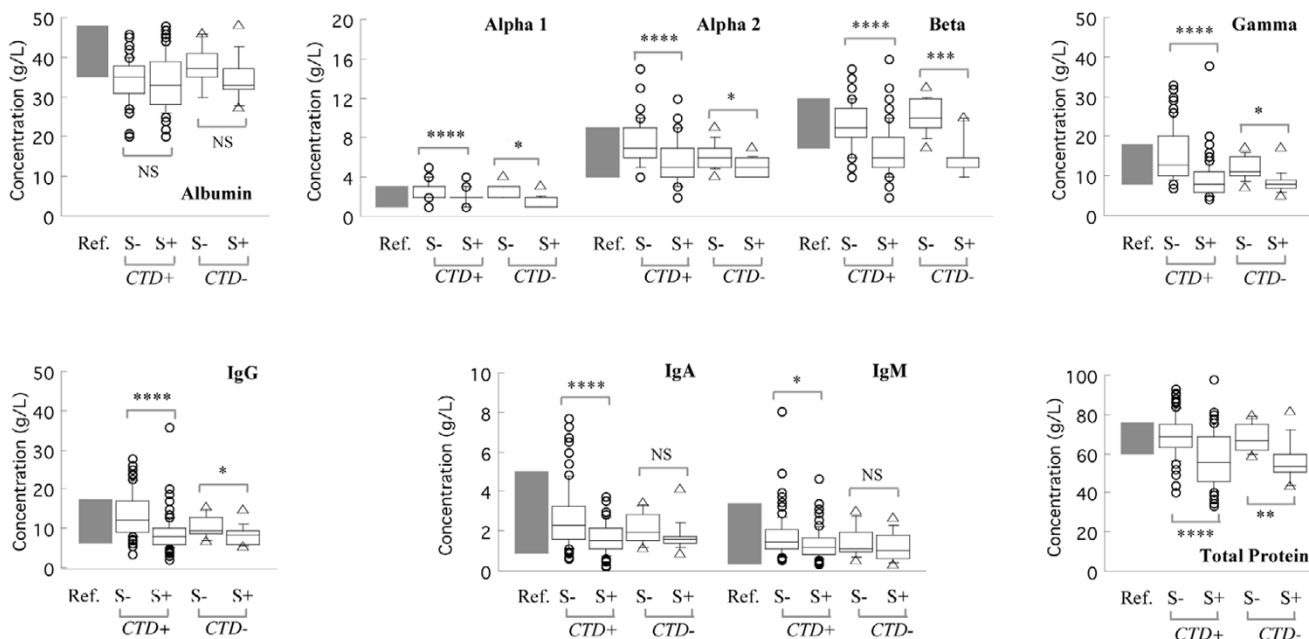 Concentration (g/L)
50
40
30
20
10
0
NS
NS
Albumin
Ref. S- S+ S- S+
CTD+ CTD-
Concentration (g/L)
20
16
12
8
4
0
Alpha 1
****
*
Ref. S- S+ S- S+
CTD+ CTD-
Alpha 2
****
*
Ref. S- S+ S- S+
CTD+ CTD-
Beta
****
***
Ref. S- S+ S- S+
CTD+ CTD-
Concentration (g/L)
50
40
30
20
10
0
Gamma
****
*
Ref. S- S+ S- S+
CTD+ CTD-
Concentration (g/L)
50
40
30
20
10
0
IgG
****
*
Ref. S- S+ S- S+
CTD+ CTD-
Concentration (g/L)
10
8
6
4
2
0
IgA
****
NS
Ref. S- S+ S- S+
CTD+ CTD-
IgM
*
NS
Ref. S- S+ S- S+
CTD+ CTD-
Concentration (g/L)
100
80
60
40
20
0
****
**
Total Protein
Ref. S- S+ S- S+
CTD+ CTD-